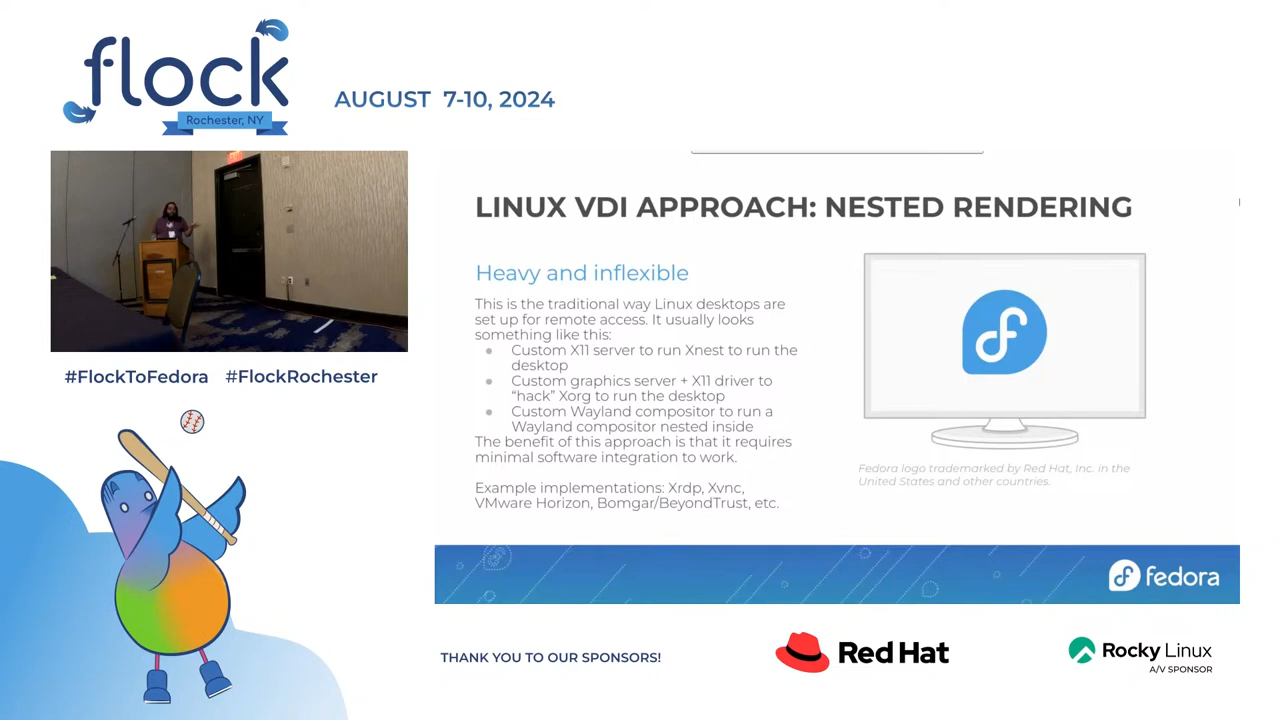 flock
Rochester, NY
AUGUST 7-10, 2024
#FlockToFedora #FlockRochester
LINUX VDI APPROACH: NESTED RENDERING
Heavy and inflexible
This is the traditional way Linux desktops are
set up for remote access. It usually looks
something like this:
● Custom X11 server to run Xnest to run the
desktop
● Custom graphics server + X11 driver to
“hack” Xorg to run the desktop
● Custom Wayland compositor to run a
Wayland compositor nested inside
The benefit of this approach is that it requires
minimal software integration to work.
Example implementations: Xrdp, Xvnc,
VMware Horizon, Bomgar/BeyondTrust, etc.
Fedora logo trademarked by Red Hat, Inc. in the
United States and other countries.
fedora
THANK YOU TO OUR SPONSORS!
Red Hat
Rocky Linux
A/V SPONSOR